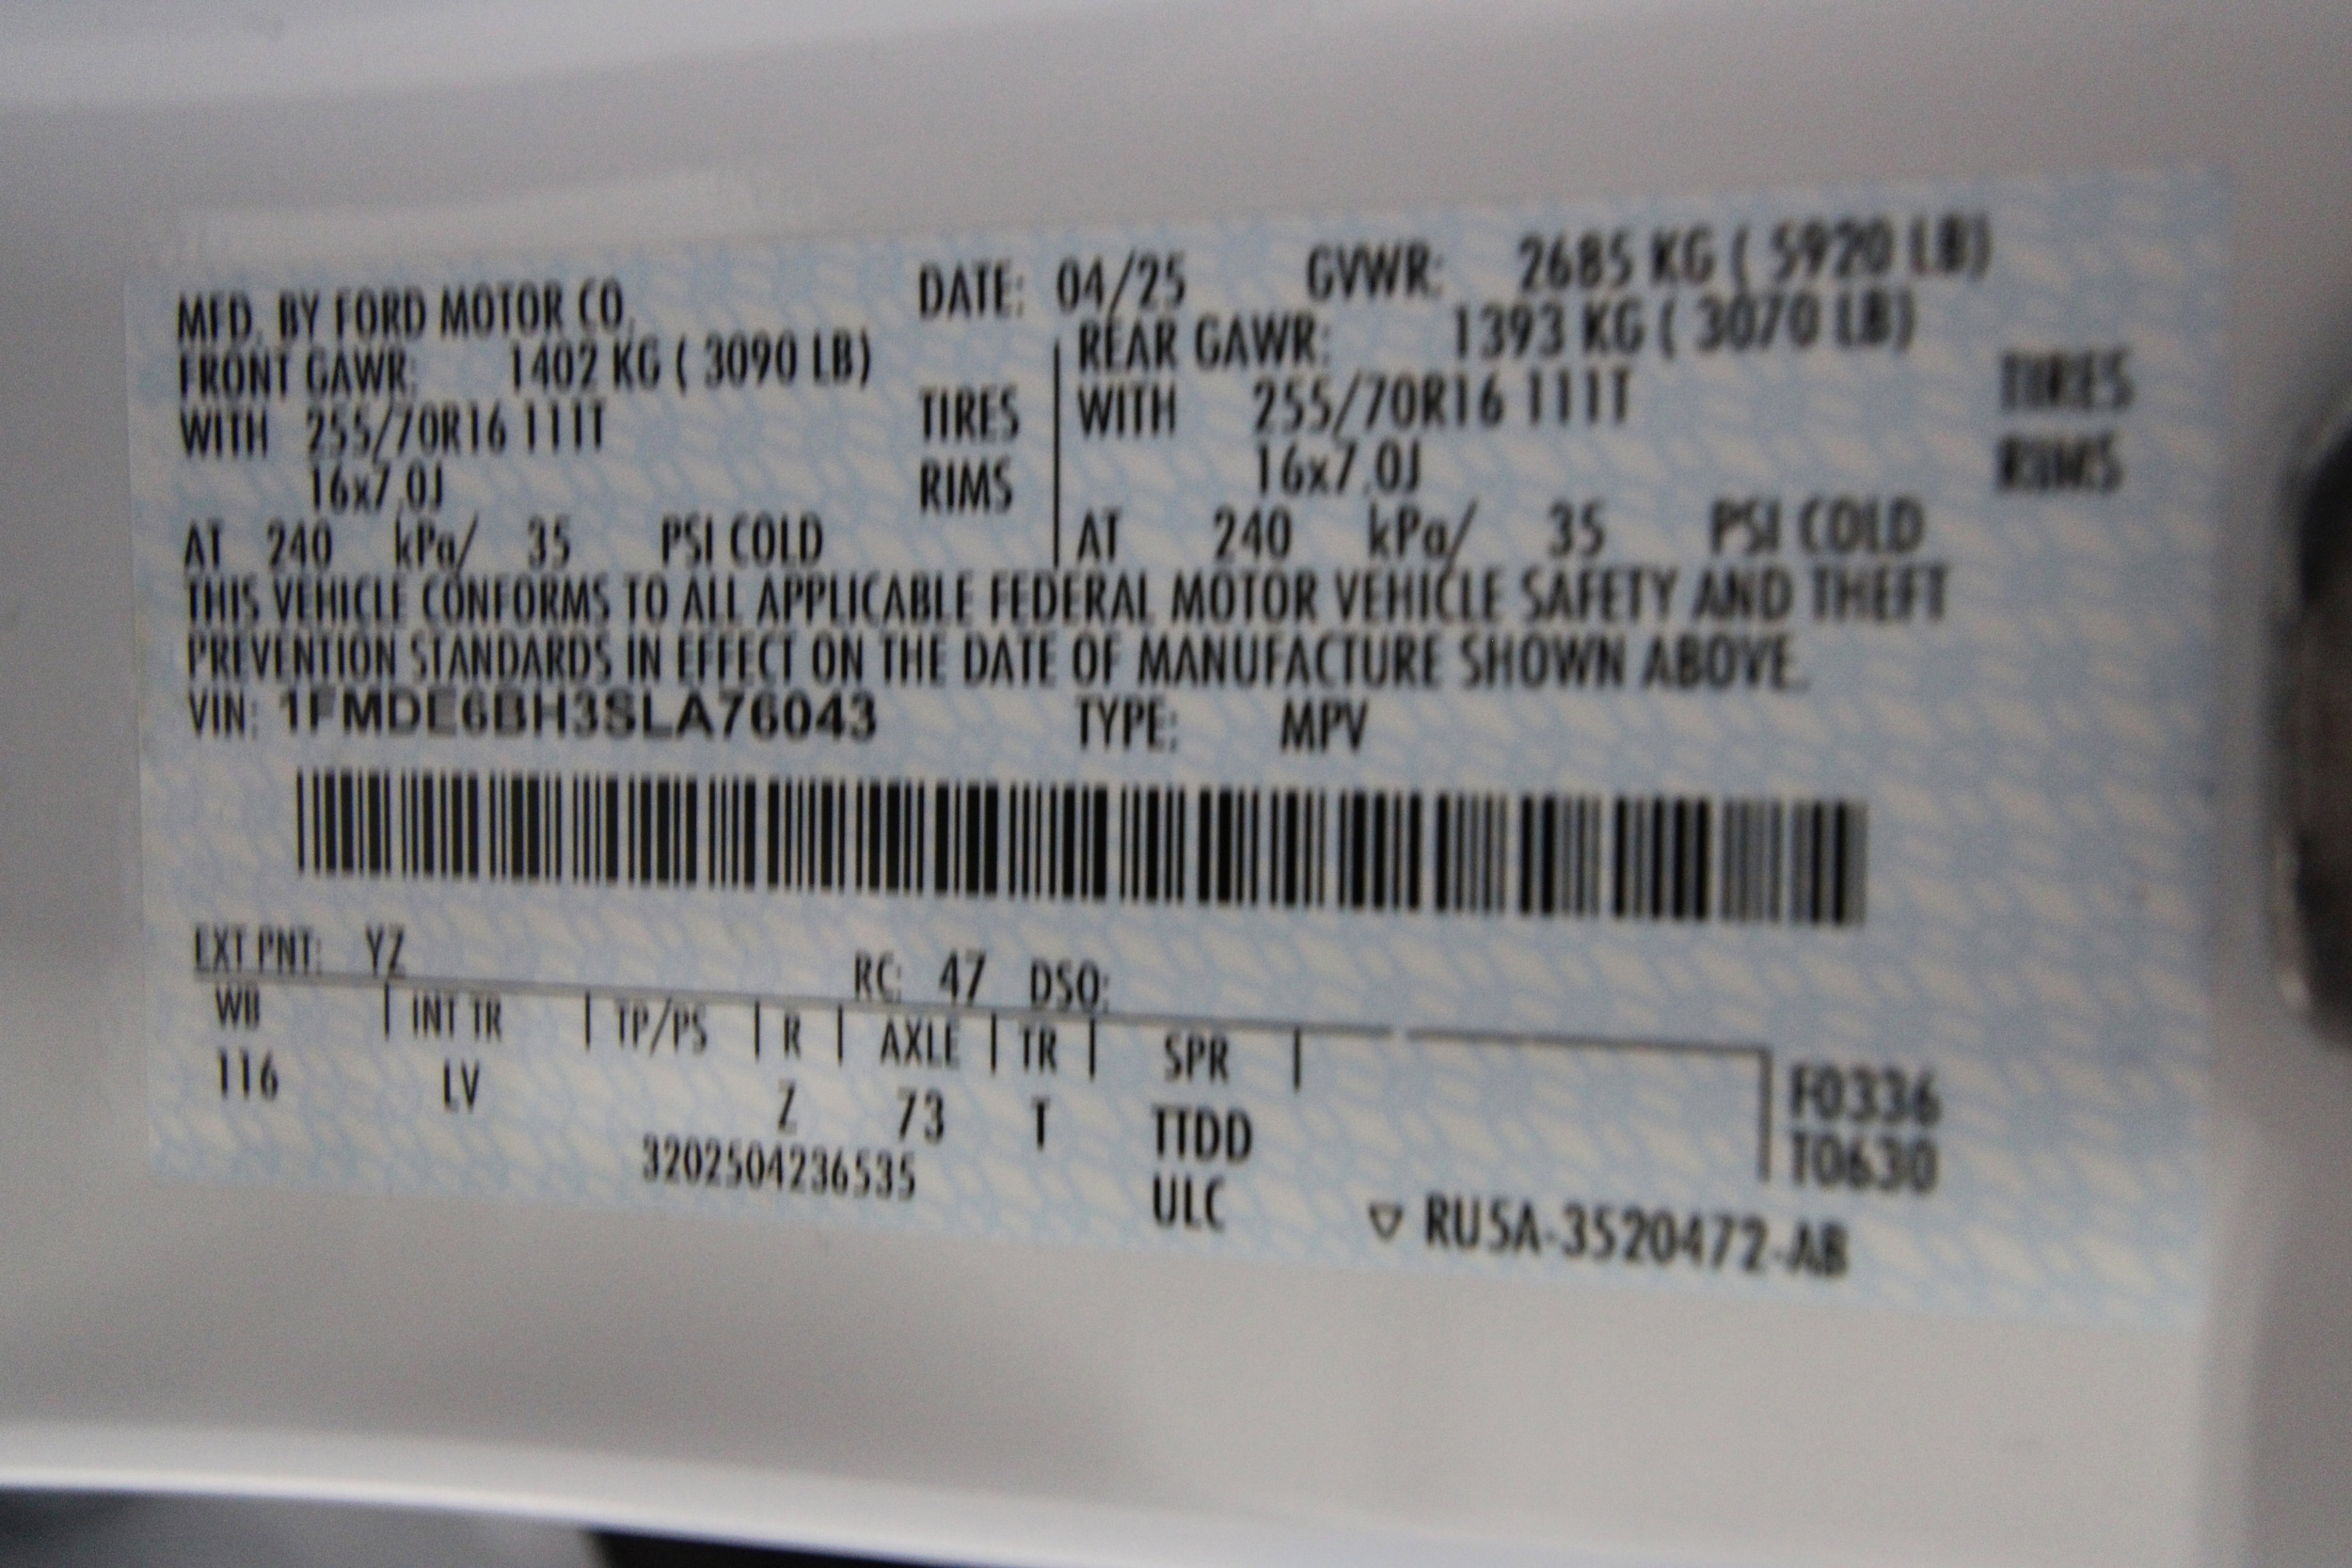 MFD. BY FORD MOTOR CO. DATE: 04/25 GVWR: 2685 KG ( 5920 LB)
FRONT GAWR: 1402 KG ( 3090 LB) REAR GAWR: 1393 KG ( 3070 LB)
WITH 255/70R16 111T TIRES WITH 255/70R16 111T TIRES
16x7.0J RIMS 16x7.0J RIMS
AT 240 kPa/ 35 PSI COLD AT 240 kPa/ 35 PSI COLD
THIS VEHICLE CONFORMS TO ALL APPLICABLE FEDERAL MOTOR VEHICLE SAFETY AND THEFT
PREVENTION STANDARDS IN EFFECT ON THE DATE OF MANUFACTURE SHOWN ABOVE.
VIN: 1FMDE6BH3SLA76043 TYPE: MPV
EXT PNT: YZ RC: 47 DSO:
WB INT TR TP/PS R AXLE TR SPR
116 LV Z 73 T TTDD F0336
T0630
3202504236535 ULC ▽ RU5A-3520472-AB